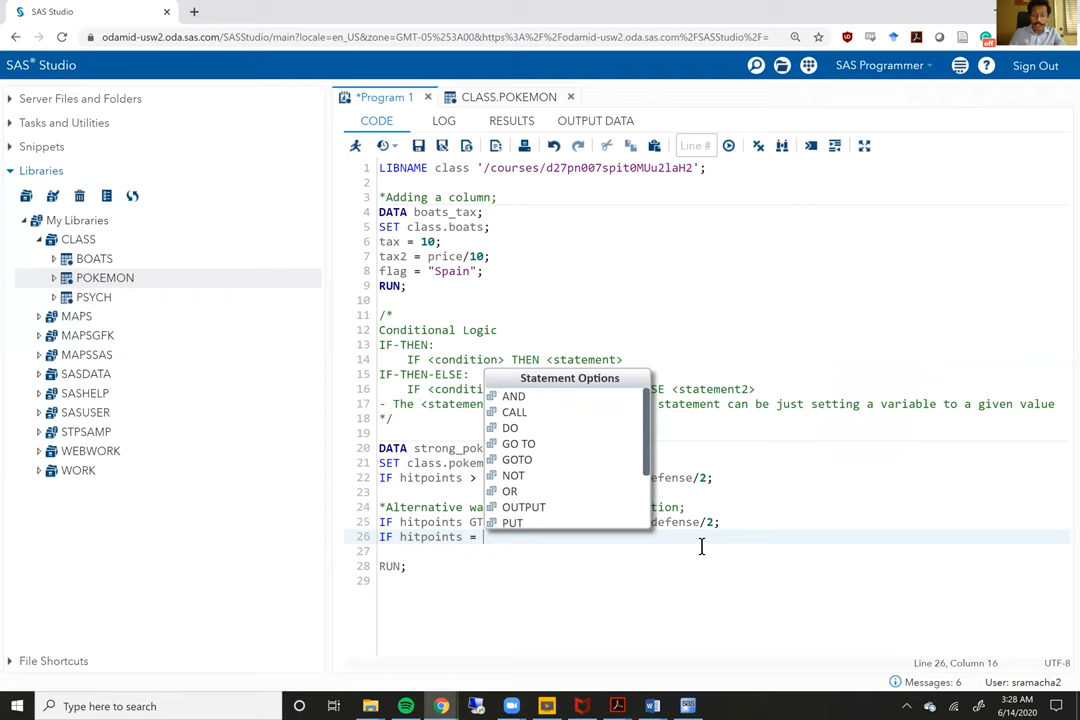 SAS Studio
odamid-usw2.oda.sas.com/SASStudio/main?locale=en_US&zone=GMT-05%253A00&https%3A%2F%2Fodamid-usw2.oda.sas.com%2FSASStudio%2F=
SAS® Studio
SAS Programmer
Sign Out
Server Files and Folders
Tasks and Utilities
Snippets
Libraries
My Libraries
CLASS
BOATS
POKEMON
PSYCH
MAPS
MAPSGFK
MAPSSAS
SASDATA
SASHELP
SASUSER
STPSAMP
WEBWORK
WORK
File Shortcuts
*Program 1
CLASS.POKEMON
CODE
LOG
RESULTS
OUTPUT DATA
Line #
1 LIBNAME class '/courses/d27pn007spit0MUu2laH2';
2
3 *Adding a column;
4 DATA boats_tax;
5 SET class.boats;
6 tax = 10;
7 tax2 = price/10;
8 flag = "Spain";
9 RUN;
10
11 /*
12 Conditional Logic
13 IF-THEN:
14 IF <condition> THEN <statement>
15 IF-THEN-ELSE:
16 IF <condit SE <statement2>
17 - The <statemen statement can be just setting a variable to a given value
18 */
19
20 DATA strong_pok
21 SET class.pokem
22 IF hitpoints > efense/2;
23
24 *Alternative wa tion;
25 IF hitpoints GT defense/2;
26 IF hitpoints =
27
28 RUN;
29
Statement Options
AND
CALL
DO
GO TO
GOTO
NOT
OR
OUTPUT
PUT
Line 26, Column 16
UTF-8
Messages: 6
User: sramacha2
Type here to search
3:28 AM
6/14/2020